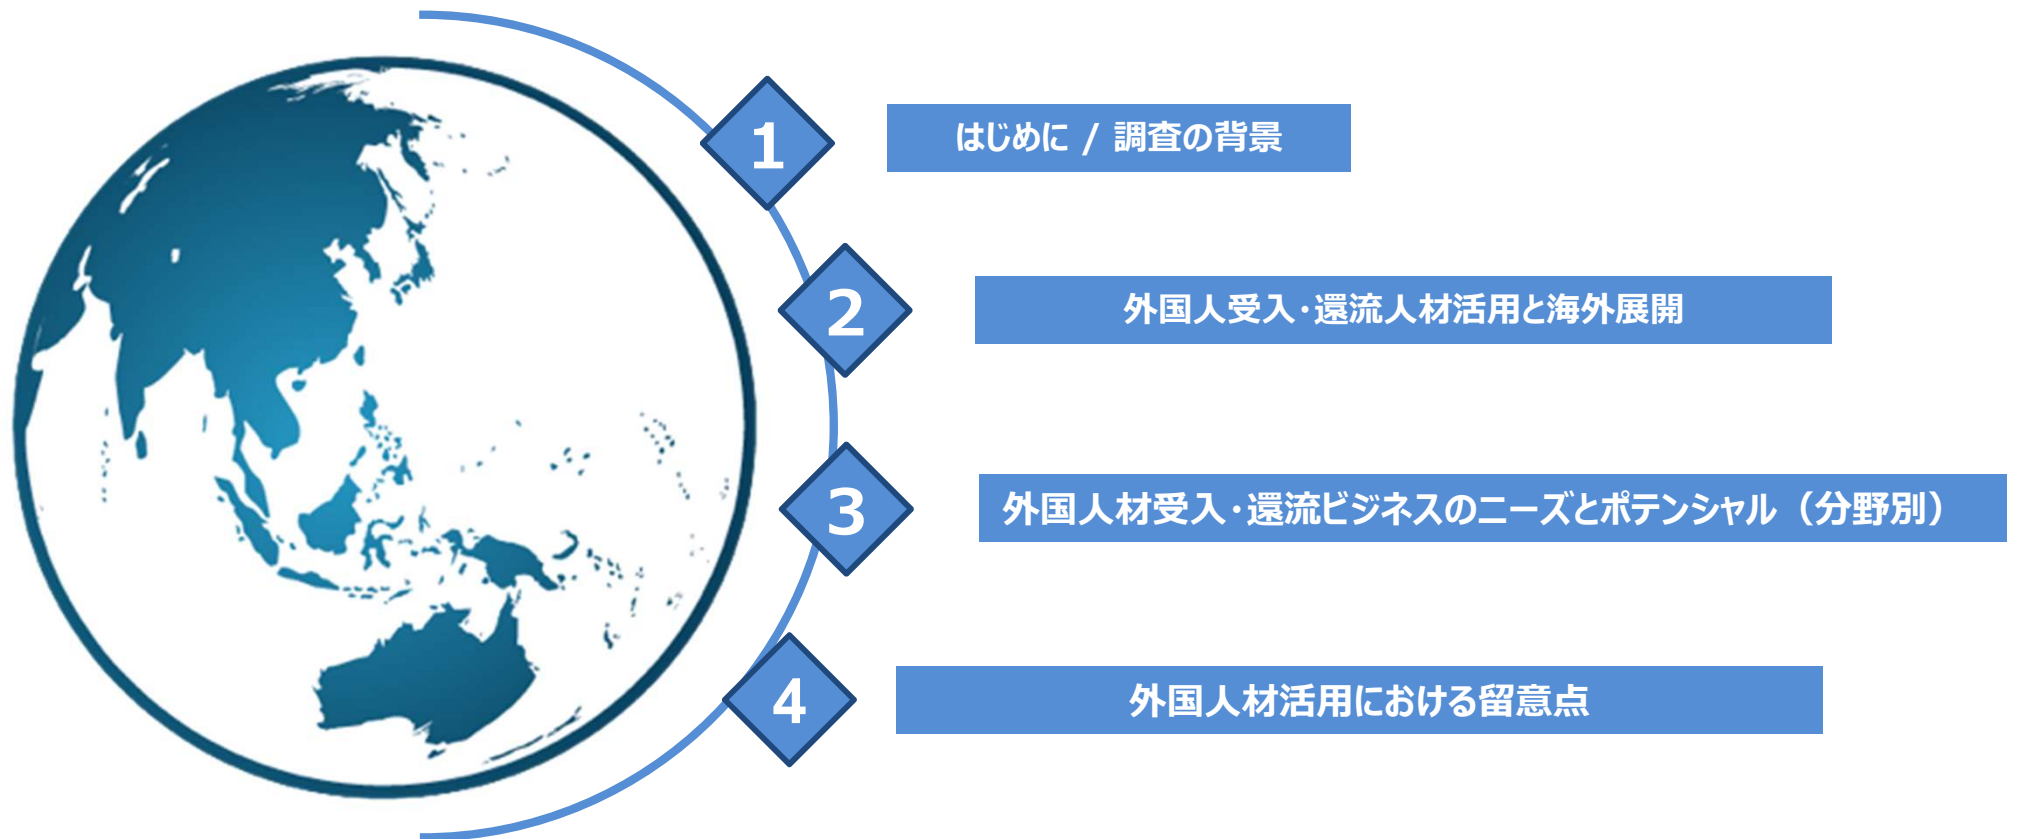 1
はじめに / 調査の背景
2
外国人受入・還流人材活用と海外展開
3
外国人材受入・還流ビジネスのニーズとポテンシャル（分野別）
4
外国人材活用における留意点